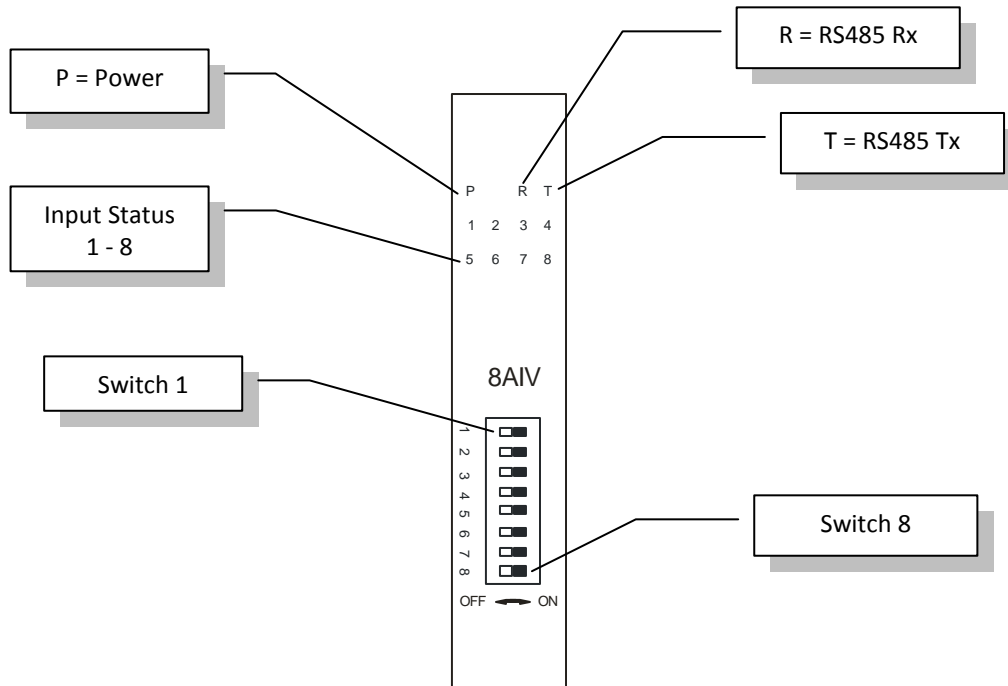 R = RS485 Rx
P = Power
T = RS485 Tx
P R T
Input Status
1 - 8
1 2 3 4
5 6 7 8
8AIV
Switch 1
1
2
3
4
5
6
7
8
Switch 8
OFF ON